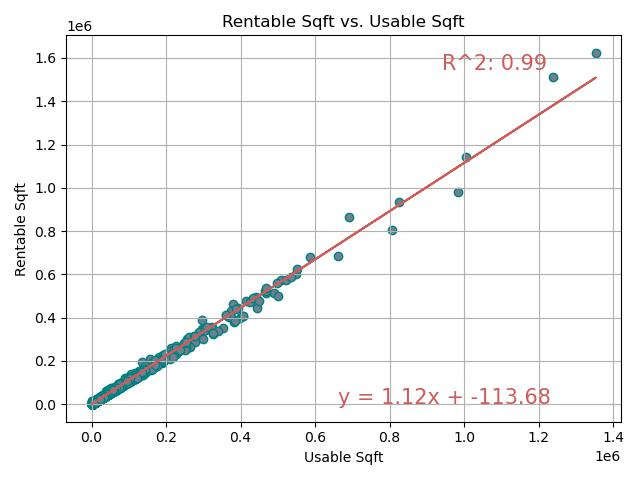 Rentable Sqft vs. Usable Sqft
1e6
1.6
1.4
1.2
1.0
0.8
0.6
0.4
0.2
0.0
Rentable Sqft
R^2: 0.99
y = 1.12x + -113.68
0.0 0.2 0.4 0.6 0.8 1.0 1.2 1.4
1e6
Usable Sqft